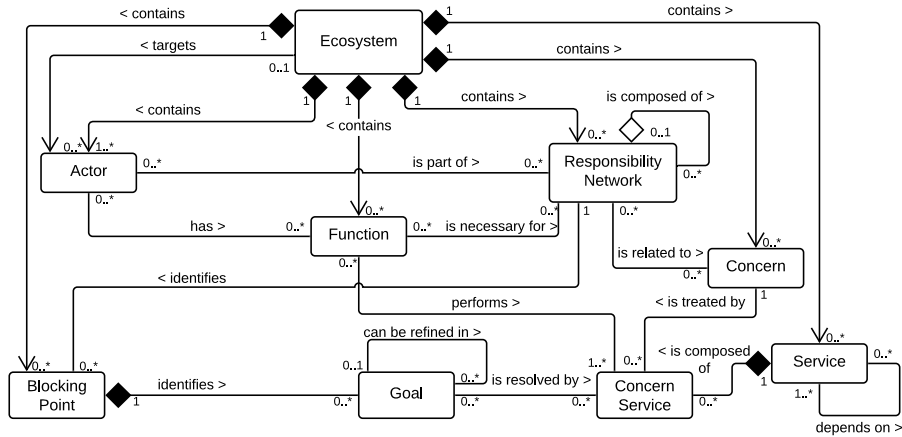 < contains
1
Ecosystem
1
contains >
1
contains >
< targets
0..1
1
< contains
1
< contains
1
contains >
is composed of >
0..1
0..*
0..*
0..*
1..*
Actor
0..*
is part of >
0..*
Responsibility
Network
0..*
has >
0..*
0..*
Function
0..*
is necessary for >
0..*
1
0..*
is related to >
0..*
0..*
Concern
0..*
< identifies
performs >
< is treated by
1
can be refined in >
0..1
0..*
0..*
0..*
Blocking
Point
1
identifies >
0..*
Goal
0..*
is resolved by >
0..*
1..*
0..*
Concern
Service
0..*
< is composed
of
1
0..*
Service
0..*
1..*
depends on >